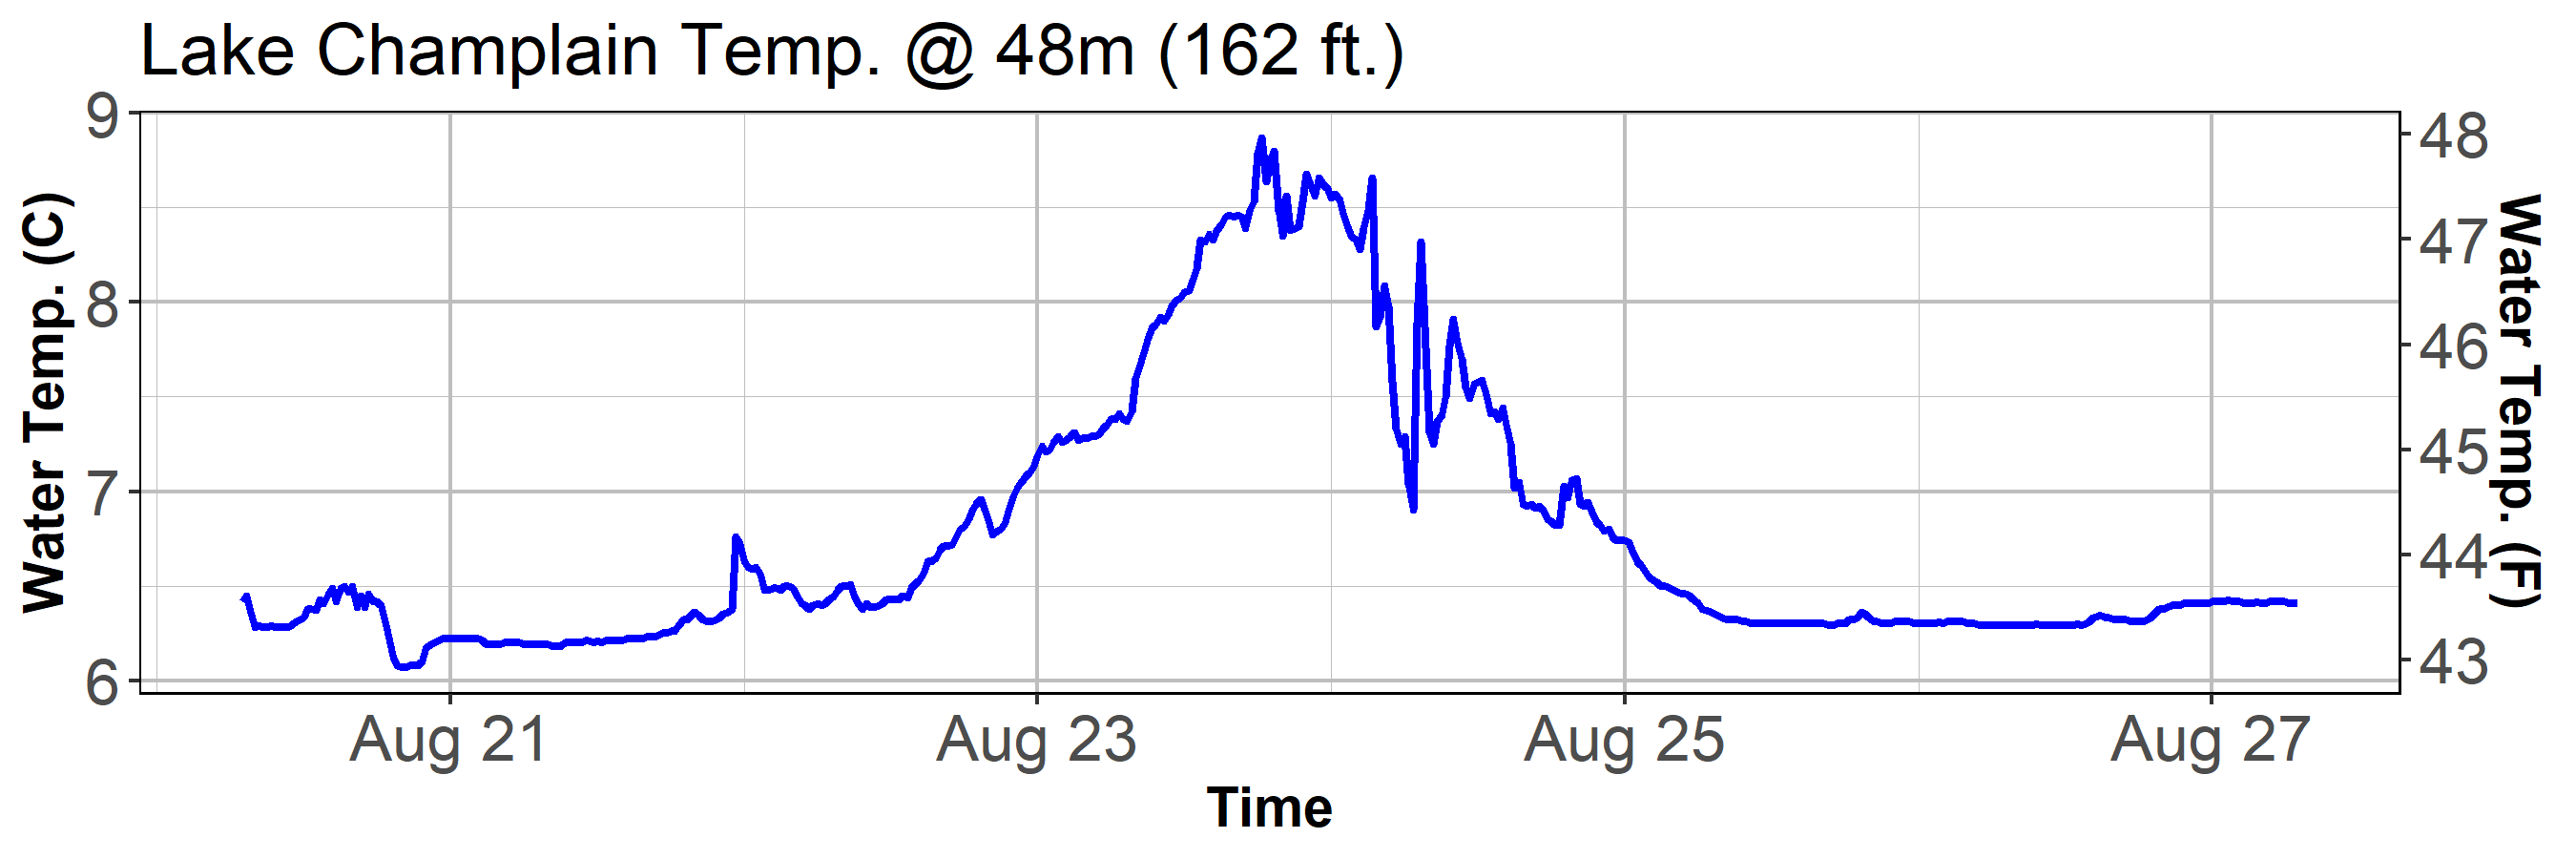 Lake Champlain Temp. @ 48m (162 ft.)
Water Temp. (C)
9
8
7
6
48
47
46
45
44
43
Water Temp. (F)
Aug 21
Aug 23
Aug 25
Aug 27
Time